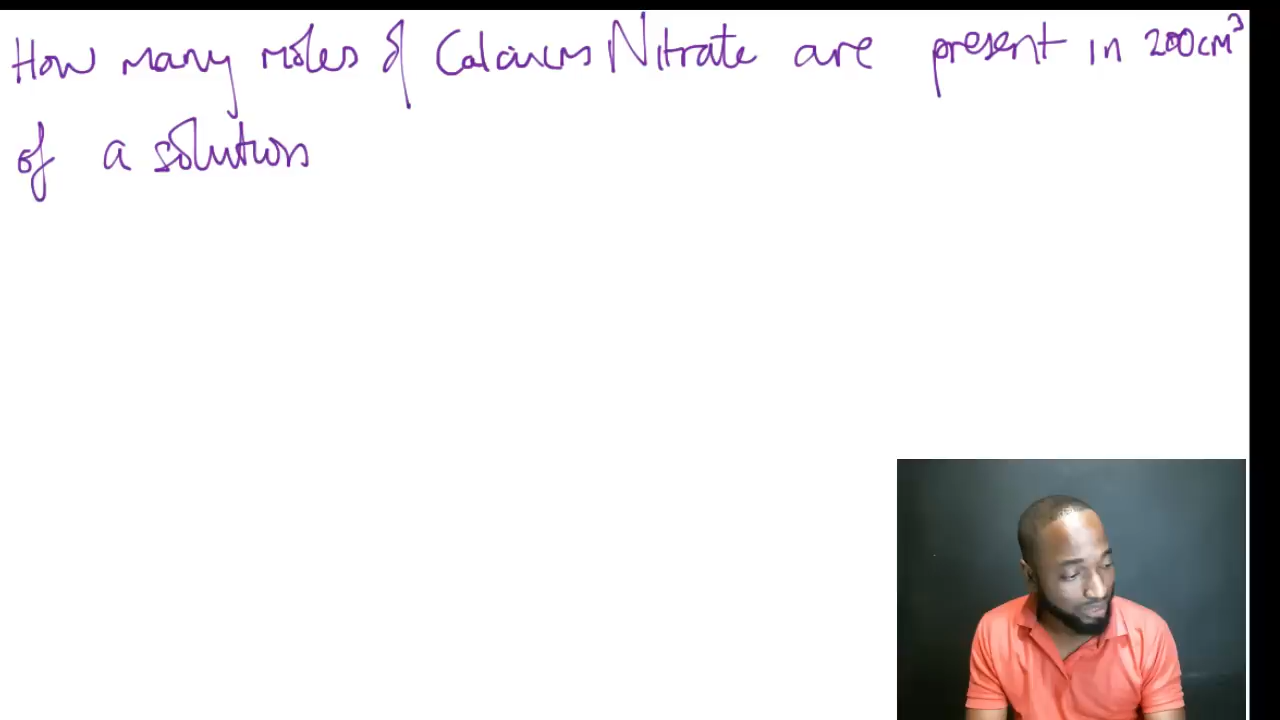 How many moles of Calcium Nitrate are present in 200cm³
of a solution